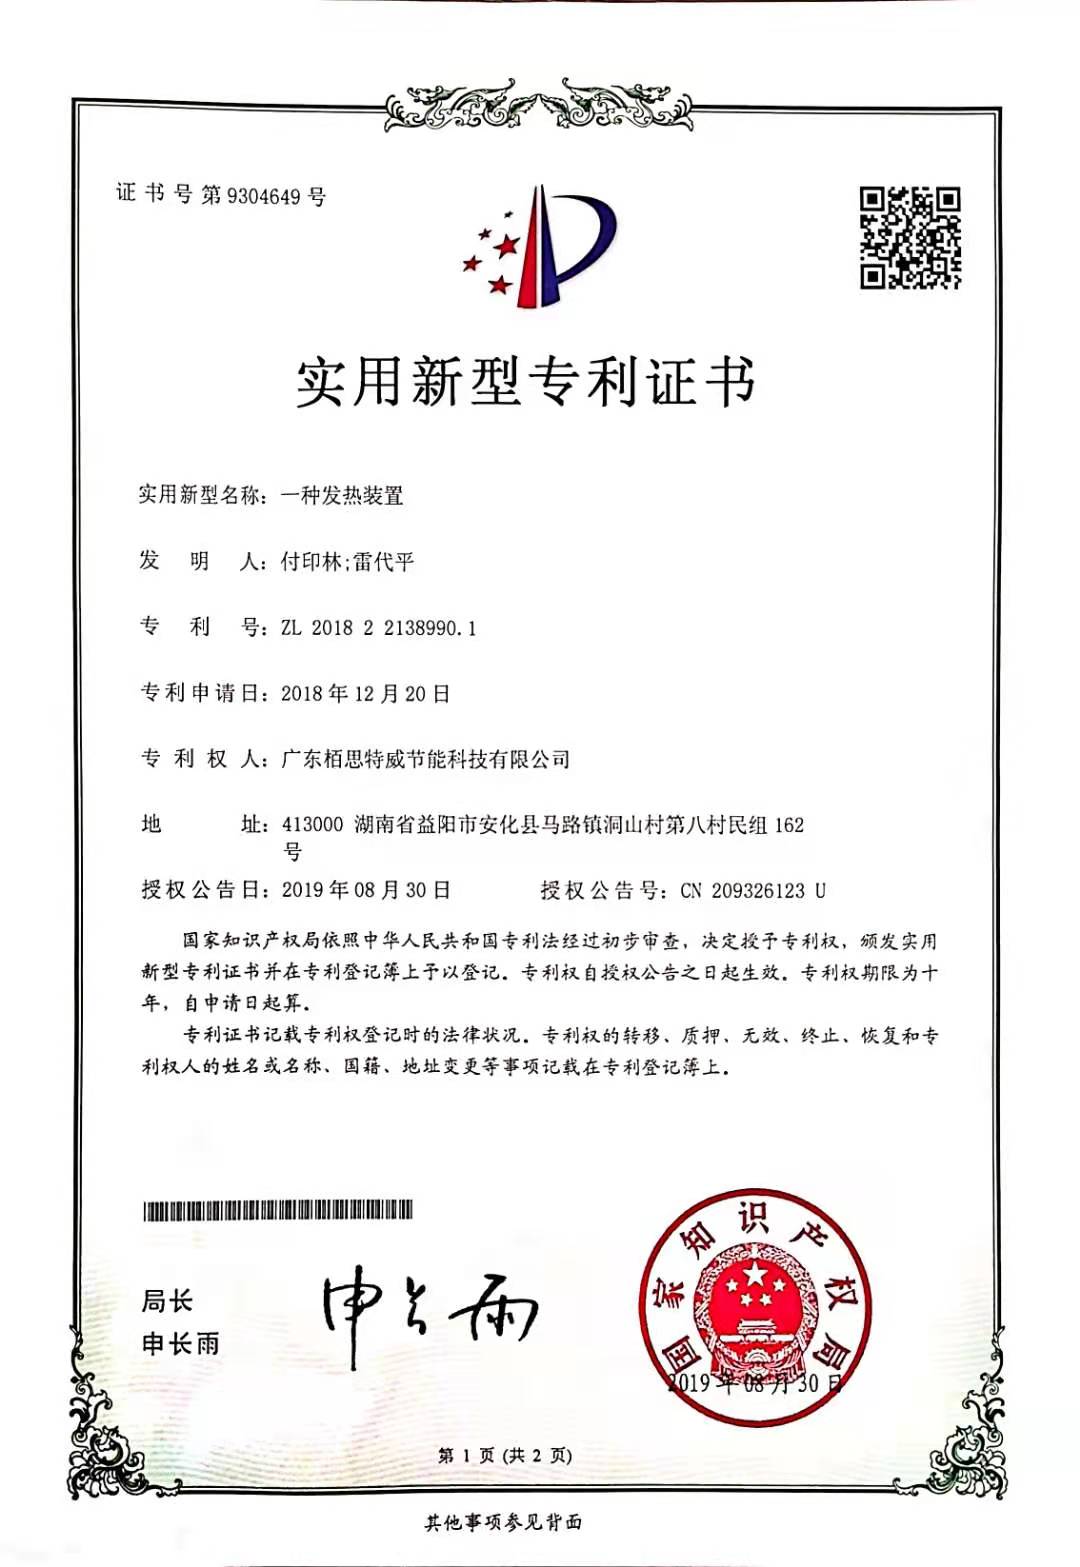 证书号第9304649号
实用新型专利证书
实用新型名称：一种发热装置
发明人：付印林;雷代平
专利号：ZL 2018 2 2138990.1
专利申请日：2018年12月20日
专利权人：广东栢思特威节能科技有限公司
地址：413000 湖南省益阳市安化县马路镇洞山村第八村民组162
号
授权公告日：2019年08月30日 授权公告号：CN 209326123 U
国家知识产权局依照中华人民共和国专利法经过初步审查，决定授予专利权，颁发实用
新型专利证书并在专利登记簿上予以登记。专利权自授权公告之日起生效。专利权期限为十
年，自申请日起算。
专利证书记载专利权登记时的法律状况。专利权的转移、质押、无效、终止、恢复和专
利权人的姓名或名称、国籍、地址变更等事项记载在专利登记簿上。
局长
申长雨
申长雨
国家知识产权局
2019年08月30日
第 1 页 (共 2 页)
其他事项参见背面